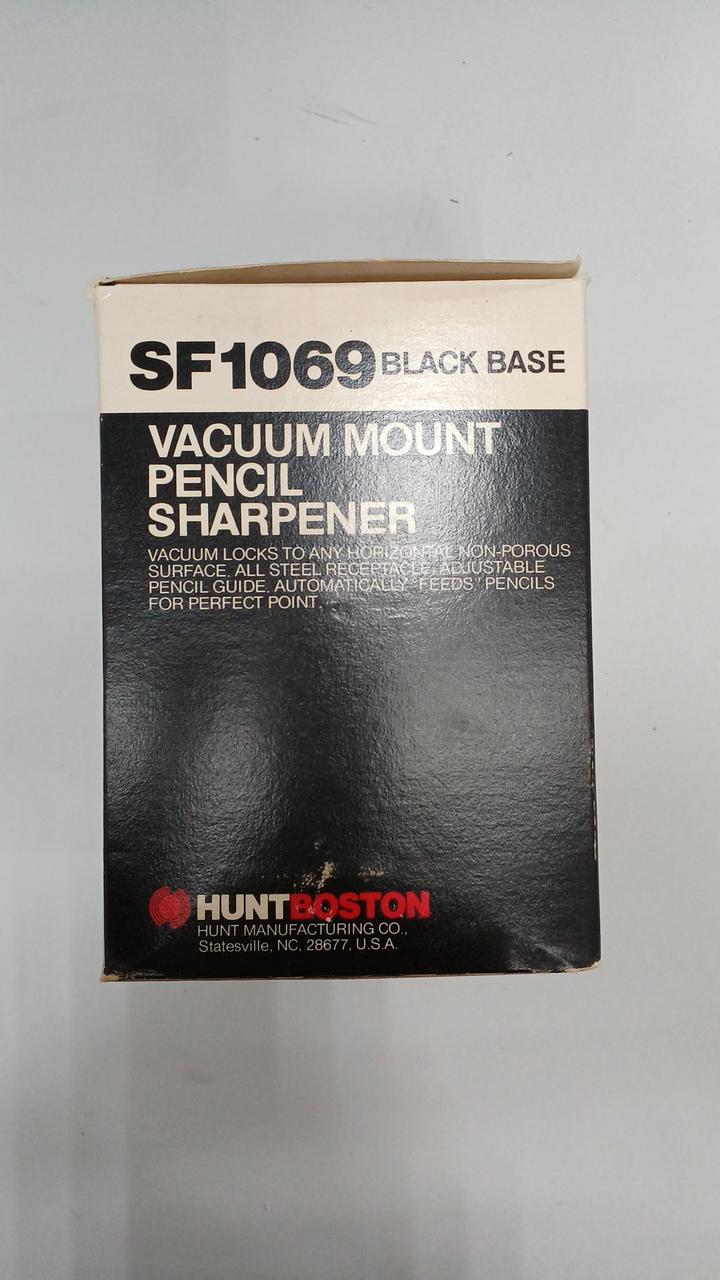 SF1069 BLACK BASE
VACUUM MOUNT
PENCIL
SHARPENER
VACUUM LOCKS TO ANY HORIZONTAL NON-POROUS
SURFACE. ALL STEEL RECEPTACLE. ADJUSTABLE
PENCIL GUIDE. AUTOMATICALLY "FEEDS" PENCILS
FOR PERFECT POINT.
HUNTBOSTON
HUNT MANUFACTURING CO.,
Statesville, NC, 28677, U.S.A.